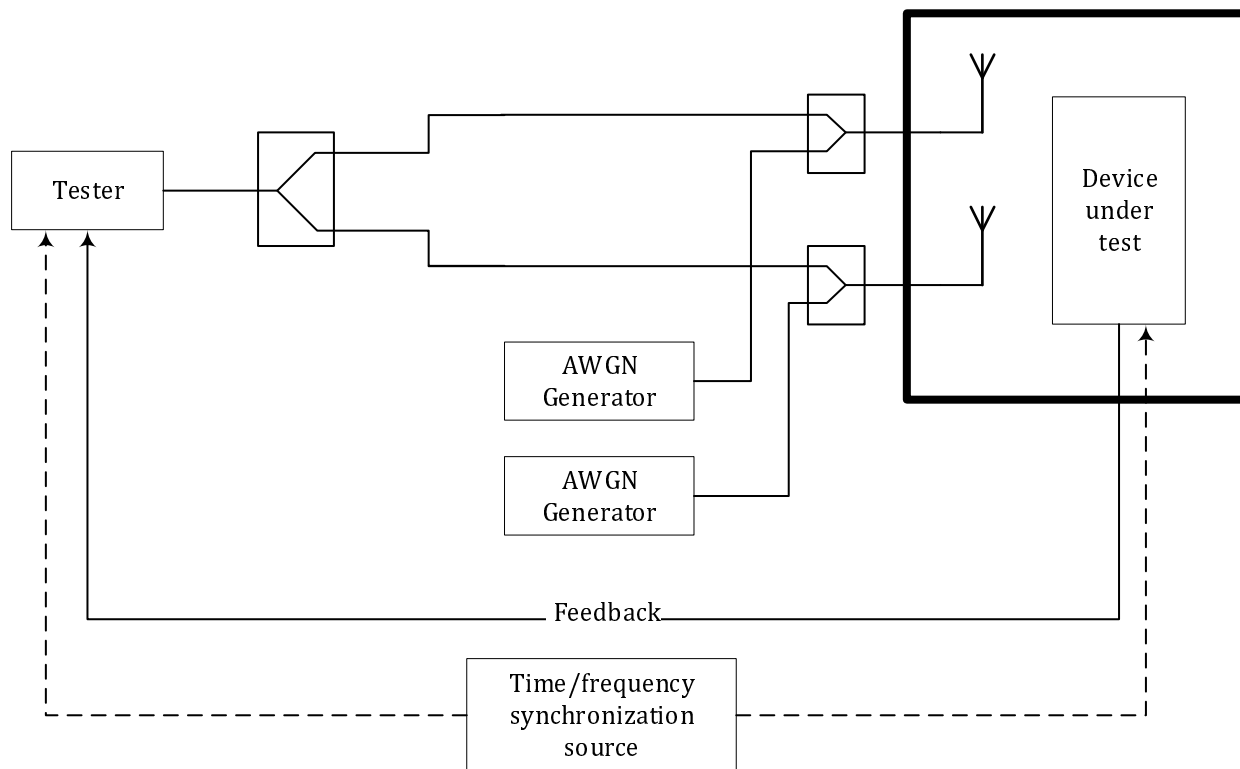 Tester
Device
under
test
AWGN
Generator
AWGN
Generator
Feedback
Time/frequency
synchronization
source